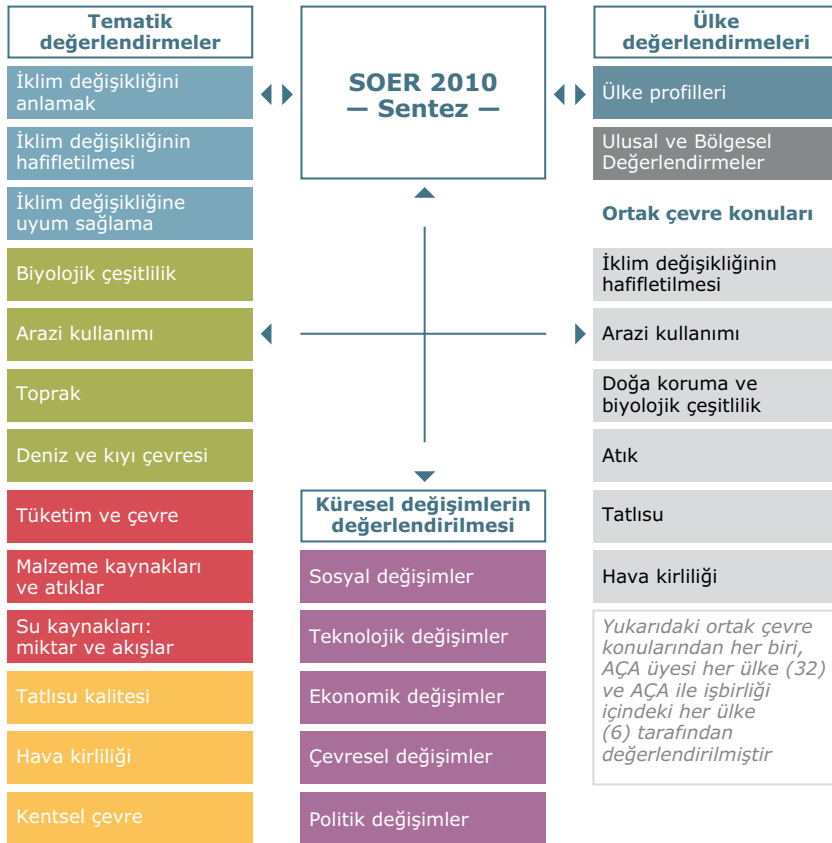 Tematik
değerlendirmeler
İklim değişikliğini
anlamak
İklim değişikliğinin
hafifletilmesi
İklim değişikliğine
uyum sağlama
Biyolojik çeşitlilik
Arazi kullanımı
Toprak
Deniz ve kıyı çevresi
Tüketim ve çevre
Malzeme kaynakları
ve atıklar
Su kaynakları:
miktar ve akışlar
Tatlısu kalitesi
Hava kirliliği
Kentsel çevre
SOER 2010
— Sentez —
Küresel değişimlerin
değerlendirilmesi
Sosyal değişimler
Teknolojik değişimler
Ekonomik değişimler
Çevresel değişimler
Politik değişimler
Ülke
değerlendirmeleri
Ülke profilleri
Ulusal ve Bölgesel
Değerlendirmeler
Ortak çevre konuları
İklim değişikliğinin
hafifletilmesi
Arazi kullanımı
Doğa koruma ve
biyolojik çeşitlilik
Atık
Tatlısu
Hava kirliliği
Yukarıdaki ortak çevre
konularından her biri,
AÇA üyesi her ülke (32)
ve AÇA ile işbirliği
içindeki her ülke
(6) tarafından
değerlendirilmiştir